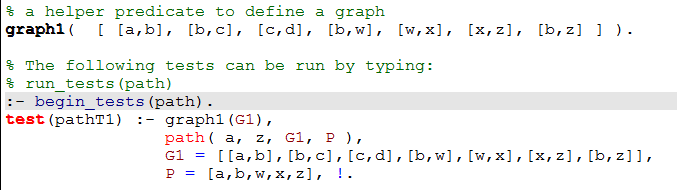 % a helper predicate to define a graph
graph1(  [ [a,b], [b,c], [c,d], [b,w], [w,x], [x,z], [b,z] ] ).
% The following tests can be run by typing:
% run_tests(path)
:- begin_tests(path).
test(pathT1) :- graph1(G1),
path( a, z, G1, P ),
G1 = [[a,b],[b,c],[c,d],[b,w],[w,x],[x,z],[b,z]],
P = [a,b,w,x,z], !.